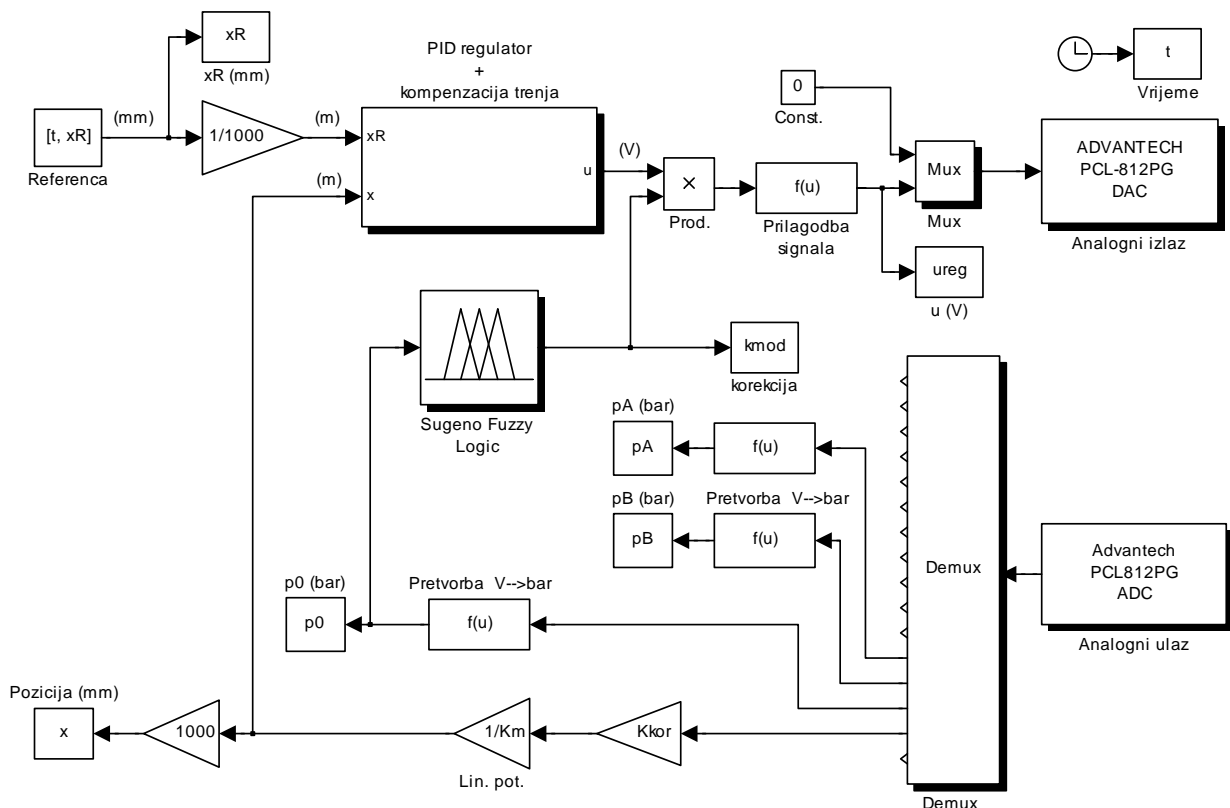 xR
xR (mm)
PID regulator
+
kompenzacija trenja
t
Vrijeme
0
Const.
[t, xR]
Referenca
(mm)
1/1000
(m)
xR
(m)
x
u
(V)
×
Prod.
f(u)
Prilagodba
signala
Mux
Mux
ADVANTECH
PCL-812PG
DAC
Analogni izlaz
ureg
u (V)
Sugeno Fuzzy
Logic
kmod
korekcija
pA (bar)
pA
f(u)
pB (bar)
Pretvorba V-->bar
pB
f(u)
Demux
Demux
Advantech
PCL812PG
ADC
Analogni ulaz
p0 (bar)
Pretvorba V-->bar
p0
f(u)
Pozicija (mm)
x
1000
1/Km
Lin. pot.
Kkor